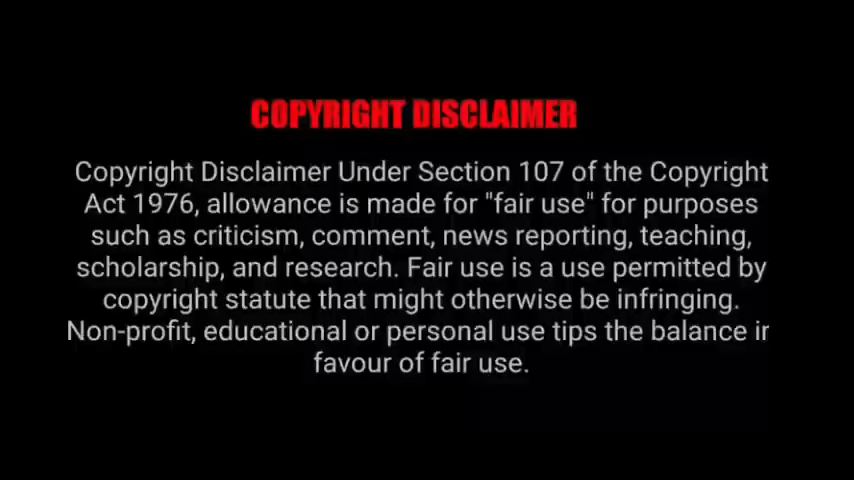 COPYRIGHT DISCLAIMER
Copyright Disclaimer Under Section 107 of the Copyright
Act 1976, allowance is made for "fair use" for purposes
such as criticism, comment, news reporting, teaching,
scholarship, and research. Fair use is a use permitted by
copyright statute that might otherwise be infringing.
Non-profit, educational or personal use tips the balance in
favour of fair use.